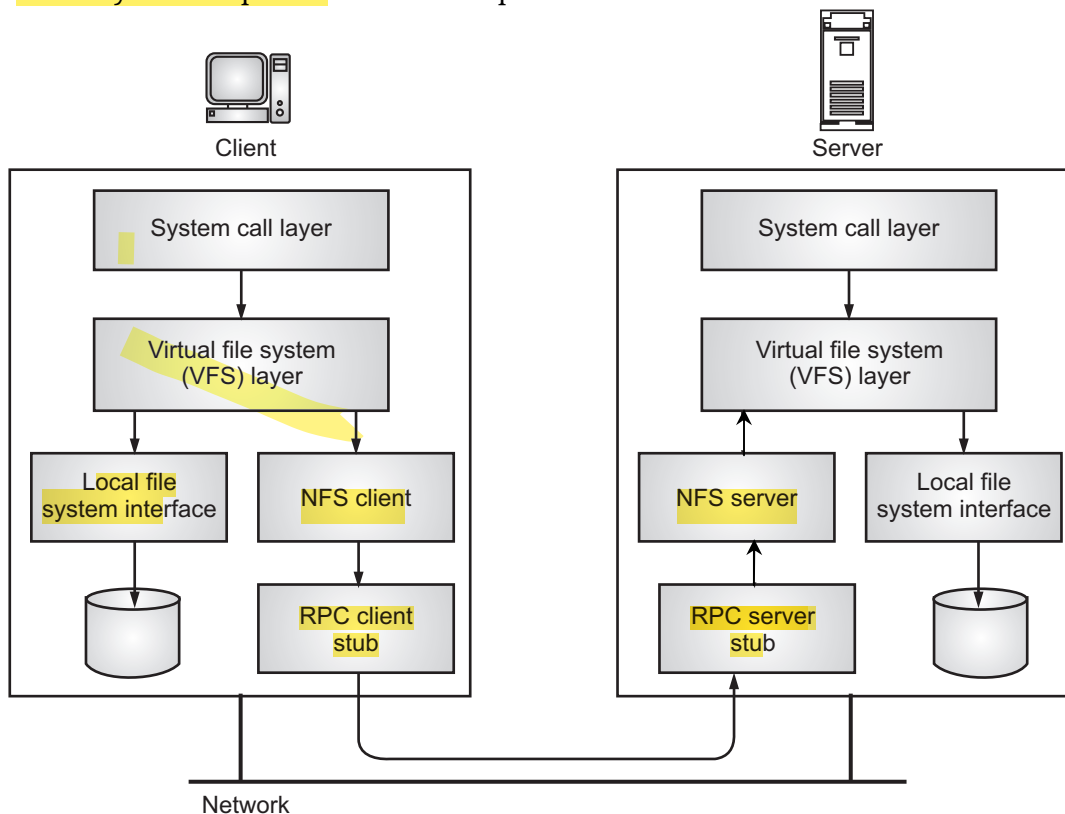 Client
Server
System call layer
System call layer
Virtual file system
(VFS) layer
Virtual file system
(VFS) layer
Local file
system interface
NFS client
NFS server
Local file
system interface
RPC client
stub
RPC server
stub
Network